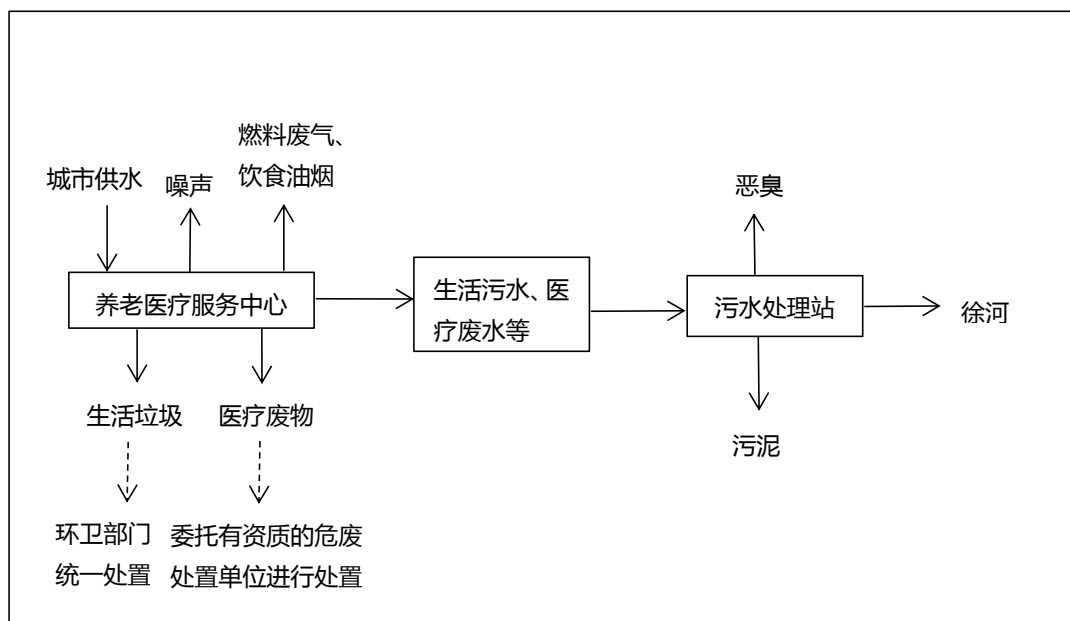 燃料废气、
饮食油烟
城市供水
噪声
恶臭
养老医疗服务中心
生活污水、医
疗废水等
污水处理站
徐河
生活垃圾
医疗废物
污泥
环卫部门
统一处置
委托有资质的危废
处置单位进行处置